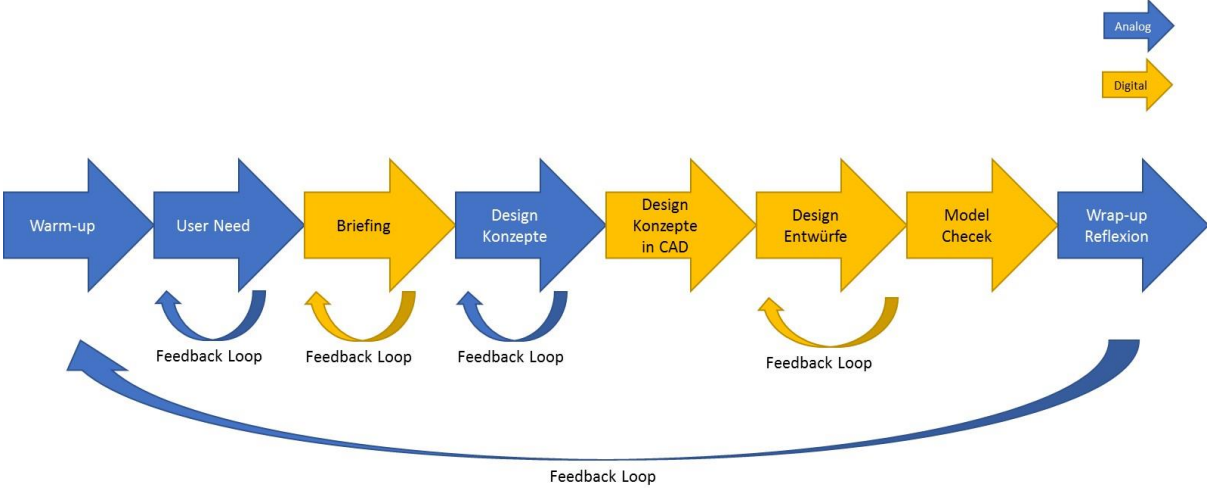 Analog
Digital
Warm-up
User Need
Briefing
Design
Konzepte
Design
Konzepte
in CAD
Design
Entwürfe
Model
Checek
Wrap-up
Reflexion
Feedback Loop
Feedback Loop
Feedback Loop
Feedback Loop
Feedback Loop